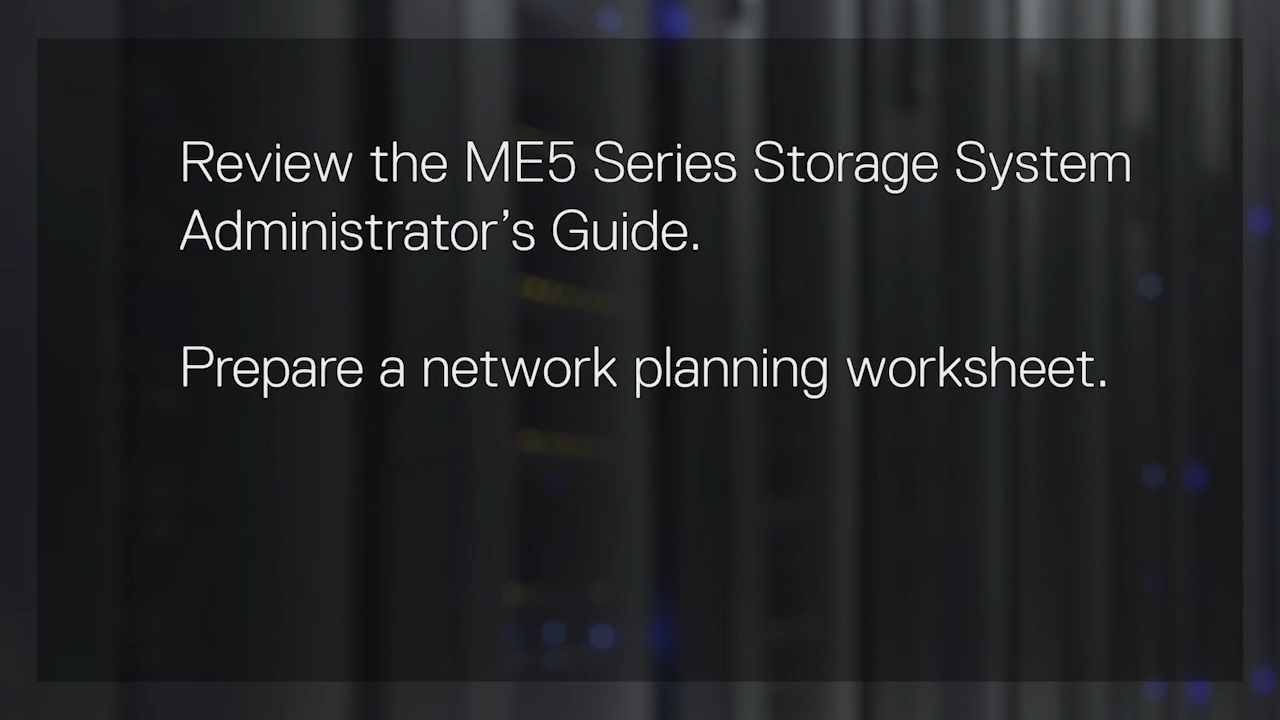 Review the ME5 Series Storage System
Administrator’s Guide.
Prepare a network planning worksheet.